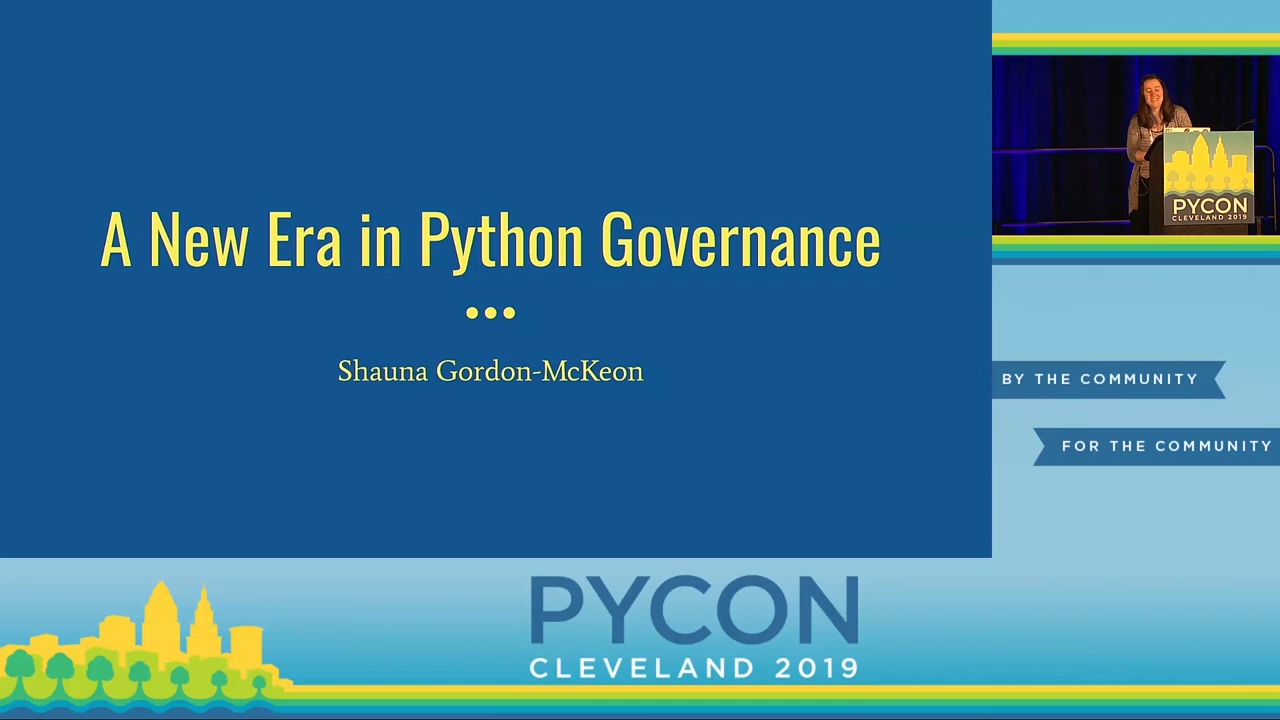 A New Era in Python Governance
Shauna Gordon-McKeon
PYCON
CLEVELAND 2019
BY THE COMMUNITY
FOR THE COMMUNITY
PYCON
CLEVELAND 2019